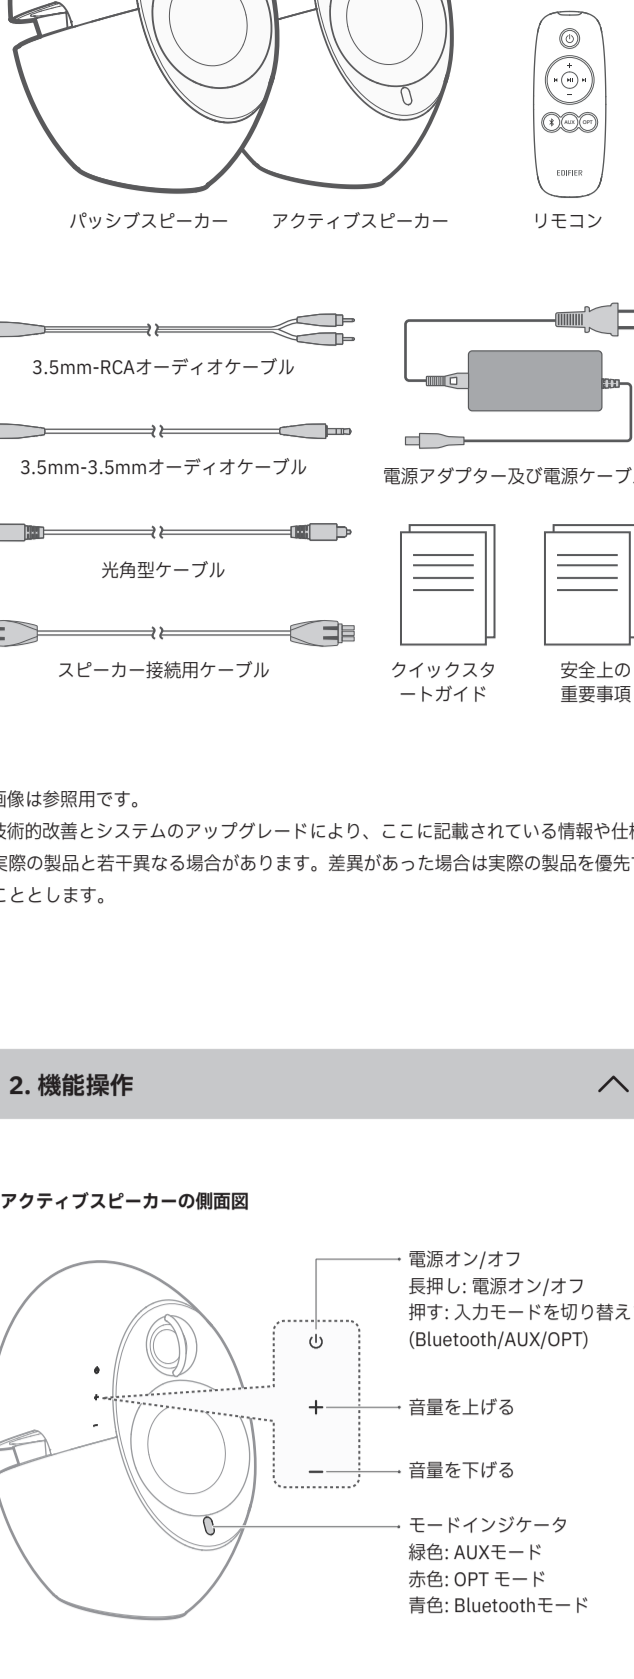 AUX
OPT
EDIFIER
パッシブスピーカー
アクティブスピーカー
リモコン
3.5mm-RCAオーディオケーブル
3.5mm-3.5mmオーディオケーブル
電源アダプター及び電源ケーブ
光角型ケーブル
スピーカー接続用ケーブル
クイックスタ
ートガイド
安全上の
重要事項
画像は参照用です。
技術的改善とシステムのアップグレードにより、ここに記載されている情報や仕
実際の製品と若干異なる場合があります。差異があった場合は実際の製品を優先
こととします。
2. 機能操作
アクティブスピーカーの側面図
電源オン/オフ
長押し: 電源オン/オフ
押す: 入力モードを切り替え
(Bluetooth/AUX/OPT)
音量を上げる
音量を下げる
モードインジケータ
緑色: AUXモード
赤色: OPT モード
青色: Bluetoothモード